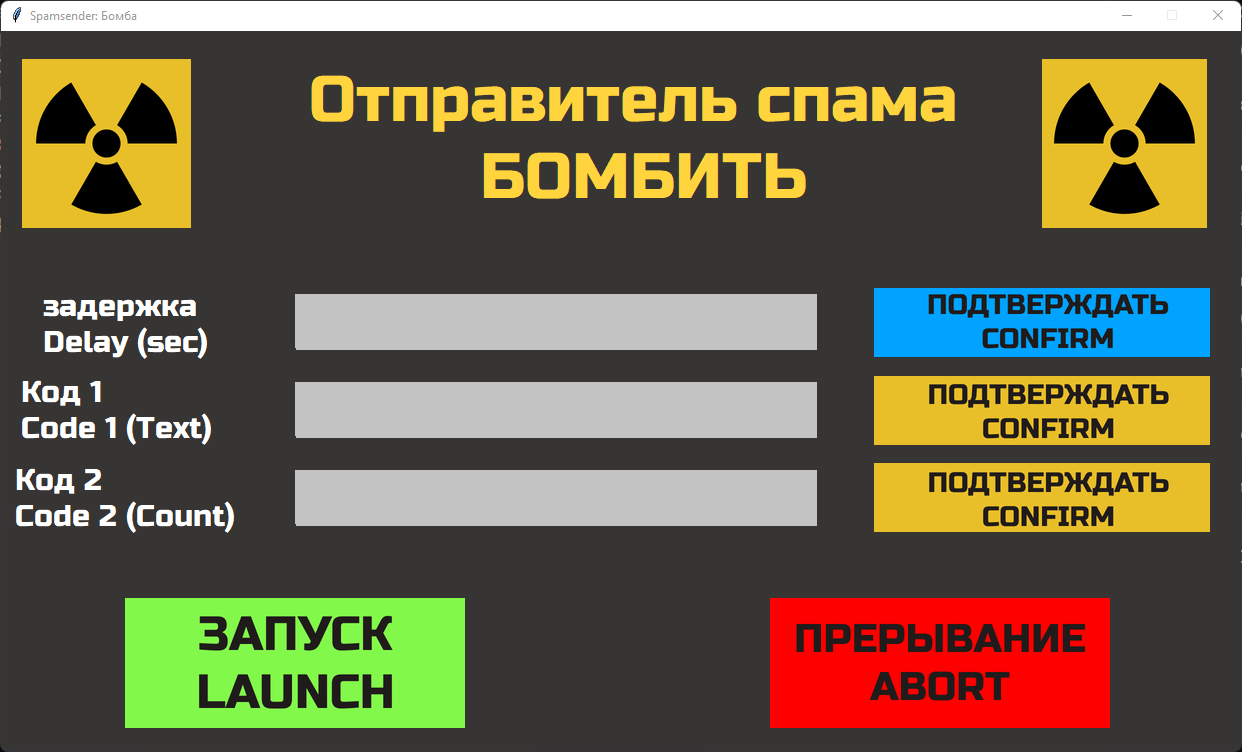 Spamsender: Бомба
Отправитель спама
БОМБИТЬ
задержка
Delay (sec)
ПОДТВЕРЖДАТЬ
CONFIRM
Код 1
Code 1 (Text)
ПОДТВЕРЖДАТЬ
CONFIRM
Код 2
Code 2 (Count)
ПОДТВЕРЖДАТЬ
CONFIRM
ЗАПУСК
LAUNCH
ПРЕРЫВАНИЕ
ABORT